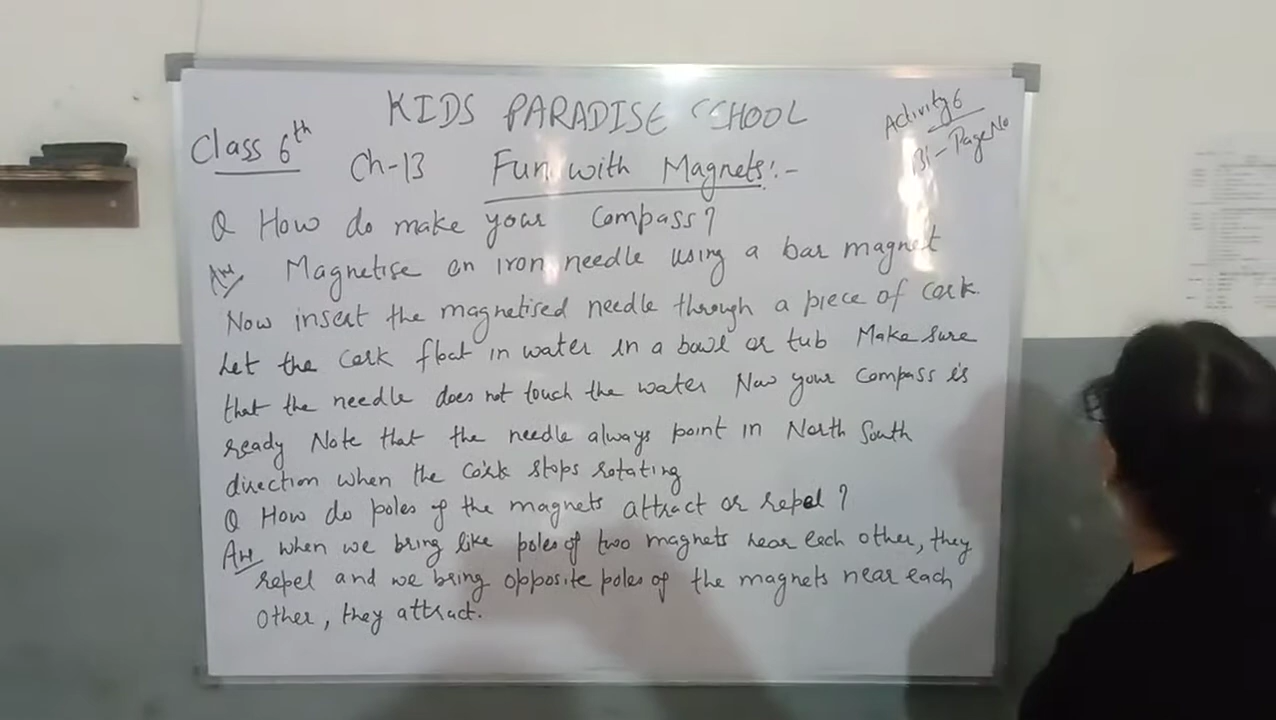 KIDS PARADISE SCHOOL
Activity 6
131 - Page No
Class 6th
Ch-13 Fun with Magnets:-
Q How do make your Compass?
Ans Magnetise an iron needle using a bar magnet
Now insert the magnetised needle through a piece of cork.
Let the cork float in water in a bowl or tub Make sure
that the needle does not touch the water Now your Compass is
ready Note that the needle always point in North South
direction when the cork stops rotating
Q How do poles of the magnets attract or repel?
Ans when we bring like poles of two magnets near each other, they
repel and we bring opposite poles of the magnets near each
other, they attract.